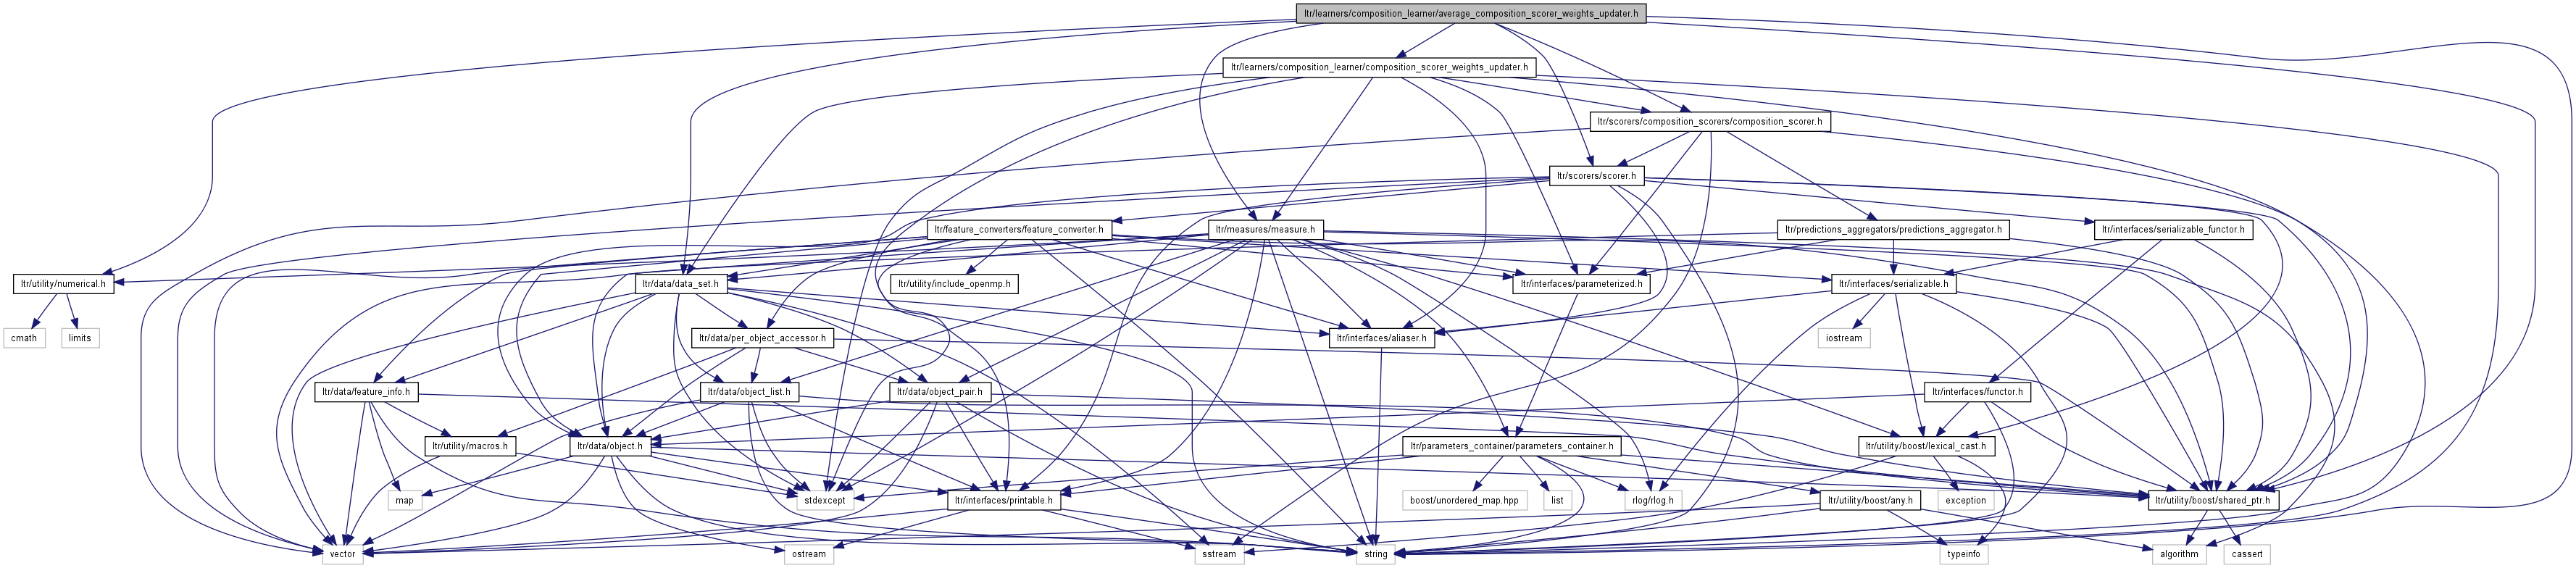 ltr/learners/composition_learner/average_composition_scorer_weights_updater.h
ltr/learners/composition_learner/composition_scorer_weights_updater.h
ltr/scorers/composition_scorers/composition_scorer.h
ltr/scorers/scorer.h
ltr/feature_converters/feature_converter.h
ltr/measures/measure.h
ltr/predictions_aggregators/predictions_aggregator.h
ltr/interfaces/serializable_functor.h
ltr/utility/numerical.h
ltr/data/data_set.h
ltr/utility/include_openmp.h
ltr/interfaces/parameterized.h
ltr/interfaces/serializable.h
cmath
limits
ltr/data/per_object_accessor.h
ltr/interfaces/aliaser.h
iostream
ltr/data/feature_info.h
ltr/data/object_list.h
ltr/data/object_pair.h
ltr/interfaces/functor.h
ltr/utility/macros.h
ltr/data/object.h
ltr/parameters_container/parameters_container.h
ltr/utility/boost/lexical_cast.h
map
stdexcept
ltr/interfaces/printable.h
boost/unordered_map.hpp
list
rlog/rlog.h
ltr/utility/boost/any.h
exception
ltr/utility/boost/shared_ptr.h
vector
ostream
sstream
string
typeinfo
algorithm
cassert